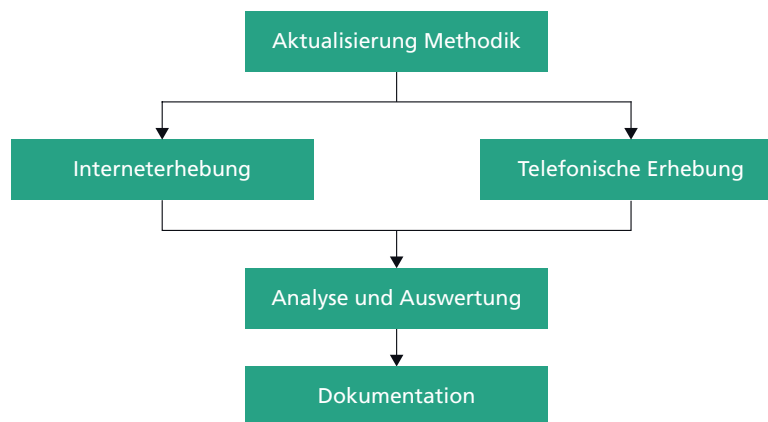 Aktualisierung Methodik
Interneterhebung
Telefonische Erhebung
Analyse und Auswertung
Dokumentation